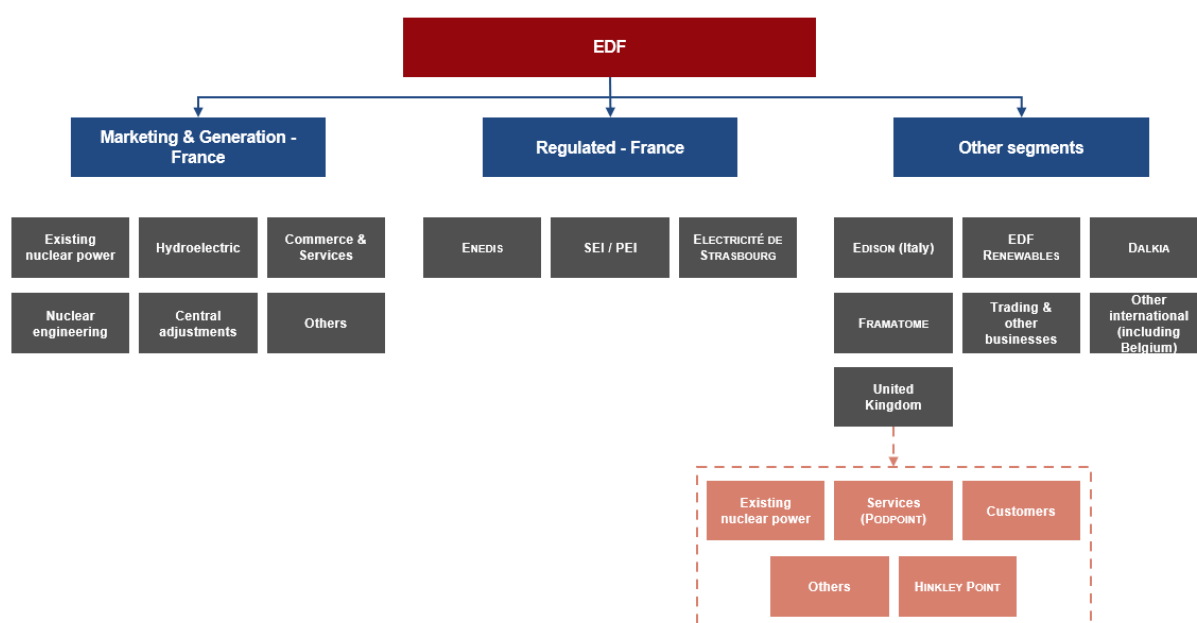 EDF
Marketing & Generation -
France
Regulated - France
Other segments
Existing
nuclear power
Hydroelectric
Commerce &
Services
Nuclear
engineering
Central
adjustments
Others
ENEDIS
SEI / PEI
ELECTRICITÉ DE
STRASBOURG
EDISON (Italy)
EDF
RENEWABLES
DALKIA
FRAMATOME
Trading &
other
businesses
Other
international
(including
Belgium)
United
Kingdom
Existing
nuclear power
Services
(PODPOINT)
Customers
Others
HINKLEY POINT